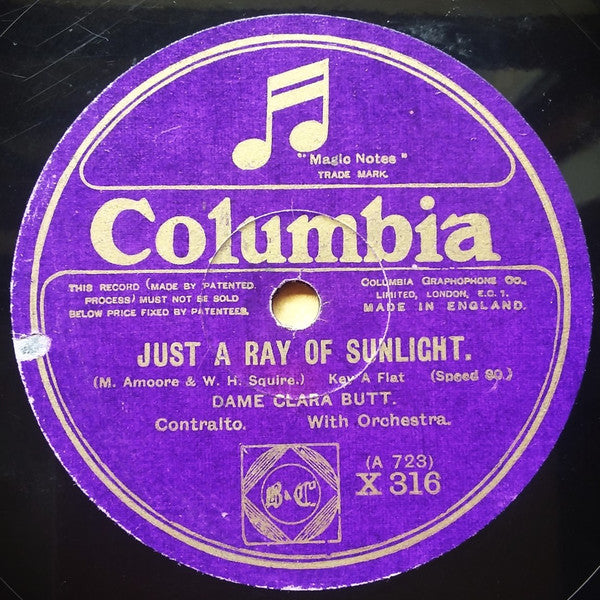 "Magic Notes"
TRADE MARK.
Columbia
THIS RECORD (MADE BY PATENTED
PROCESS) MUST NOT BE SOLD
BELOW PRICE FIXED BY PATENTEES.
COLUMBIA GRAPHOPHONE CO.,
LIMITED, LONDON, E.C. 1.
MADE IN ENGLAND.
JUST A RAY OF SUNLIGHT.
(M. Amoore & W. H. Squire.) Key A Flat (Speed 80.)
DAME CLARA BUTT.
Contralto. With Orchestra.
B & C
(A 723)
X 316